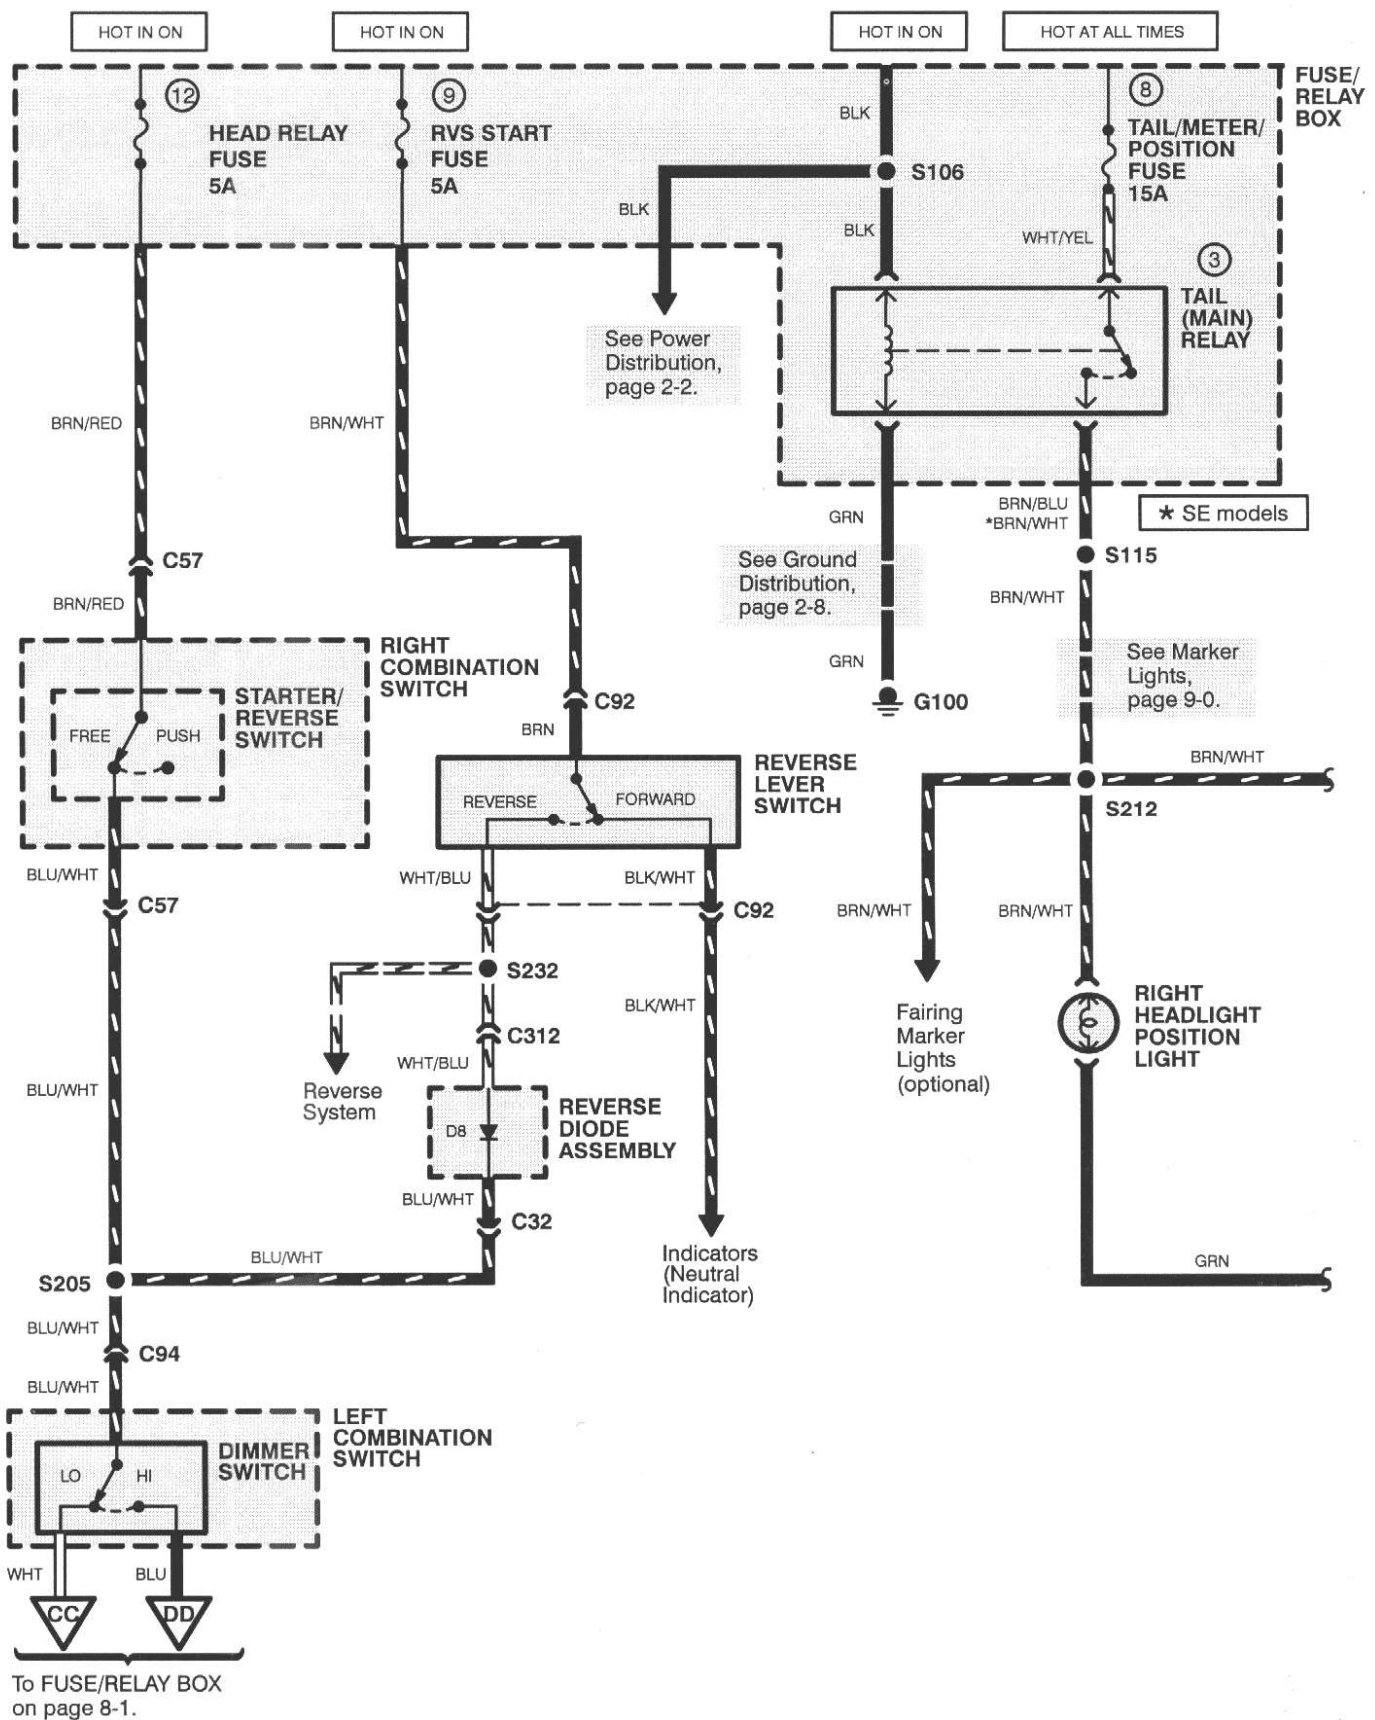 HOT IN ON
HOT IN ON
HOT IN ON
HOT AT ALL TIMES
FUSE/
RELAY
BOX
12
HEAD RELAY
FUSE
5A
9
RVS START
FUSE
5A
BLK
S106
BLK
BLK
8
TAIL/METER/
POSITION
FUSE
15A
WHT/YEL
3
TAIL
(MAIN)
RELAY
See Power
Distribution,
page 2-2.
BRN/RED
BRN/WHT
GRN
BRN/BLU
*BRN/WHT
* SE models
C57
See Ground
Distribution,
page 2-8.
S115
BRN/RED
BRN/WHT
RIGHT
COMBINATION
SWITCH
See Marker
Lights,
page 9-0.
GRN
STARTER/
REVERSE
SWITCH
FREE
PUSH
C92
G100
BRN
REVERSE
LEVER
SWITCH
REVERSE
FORWARD
BRN/WHT
S212
BLU/WHT
WHT/BLU
BLK/WHT
C57
C92
BRN/WHT
BRN/WHT
S232
BLK/WHT
C312
WHT/BLU
Reverse
System
D8
REVERSE
DIODE
ASSEMBLY
Fairing
Marker
Lights
(optional)
RIGHT
HEADLIGHT
POSITION
LIGHT
BLU/WHT
BLU/WHT
C32
BLU/WHT
S205
Indicators
(Neutral
Indicator)
GRN
BLU/WHT
C94
BLU/WHT
LEFT
COMBINATION
SWITCH
DIMMER
SWITCH
LO
HI
WHT
BLU
CC
DD
To FUSE/RELAY BOX
on page 8-1.